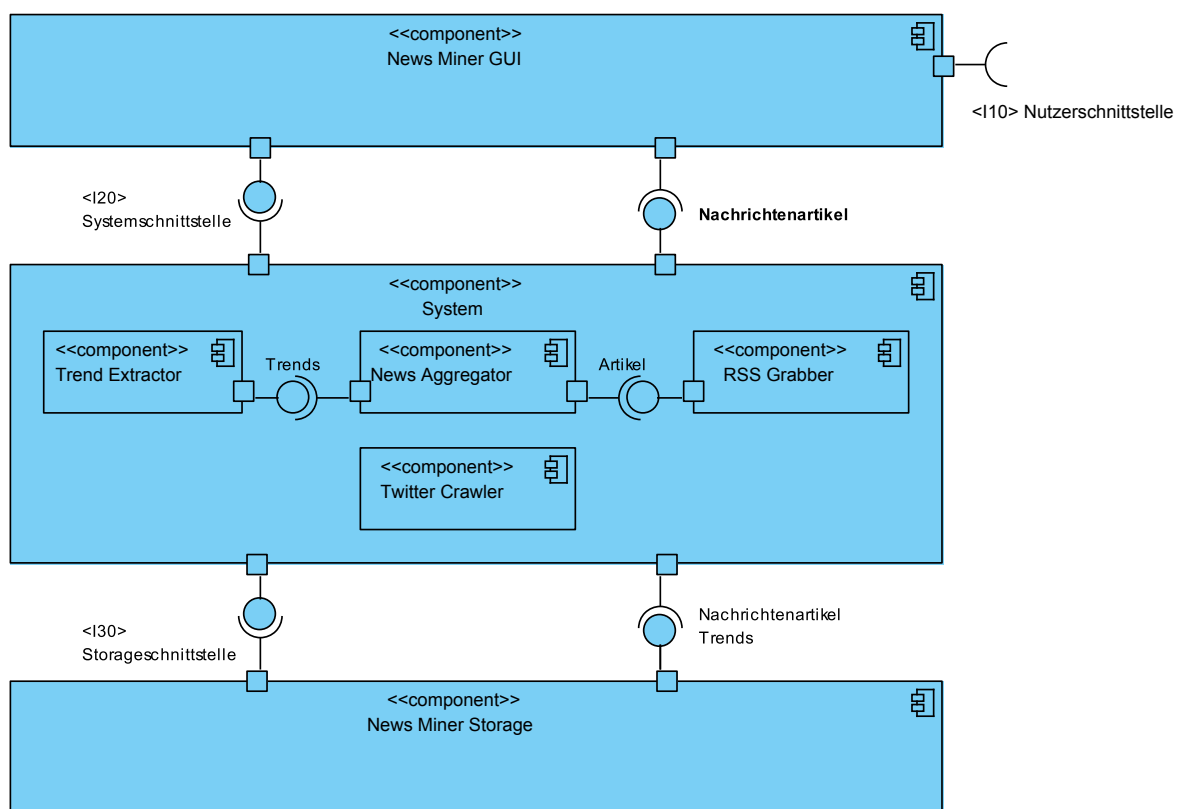 <<component>>
News Miner GUI
<I10> Nutzerschnittstelle
<I20>
Systemschnittstelle
Nachrichtenartikel
<<component>>
System
<<component>>
Trend Extractor
Trends
<<component>>
News Aggregator
Artikel
<<component>>
RSS Grabber
<<component>>
Twitter Crawler
<I30>
Storageschnittstelle
Nachrichtenartikel
Trends
<<component>>
News Miner Storage